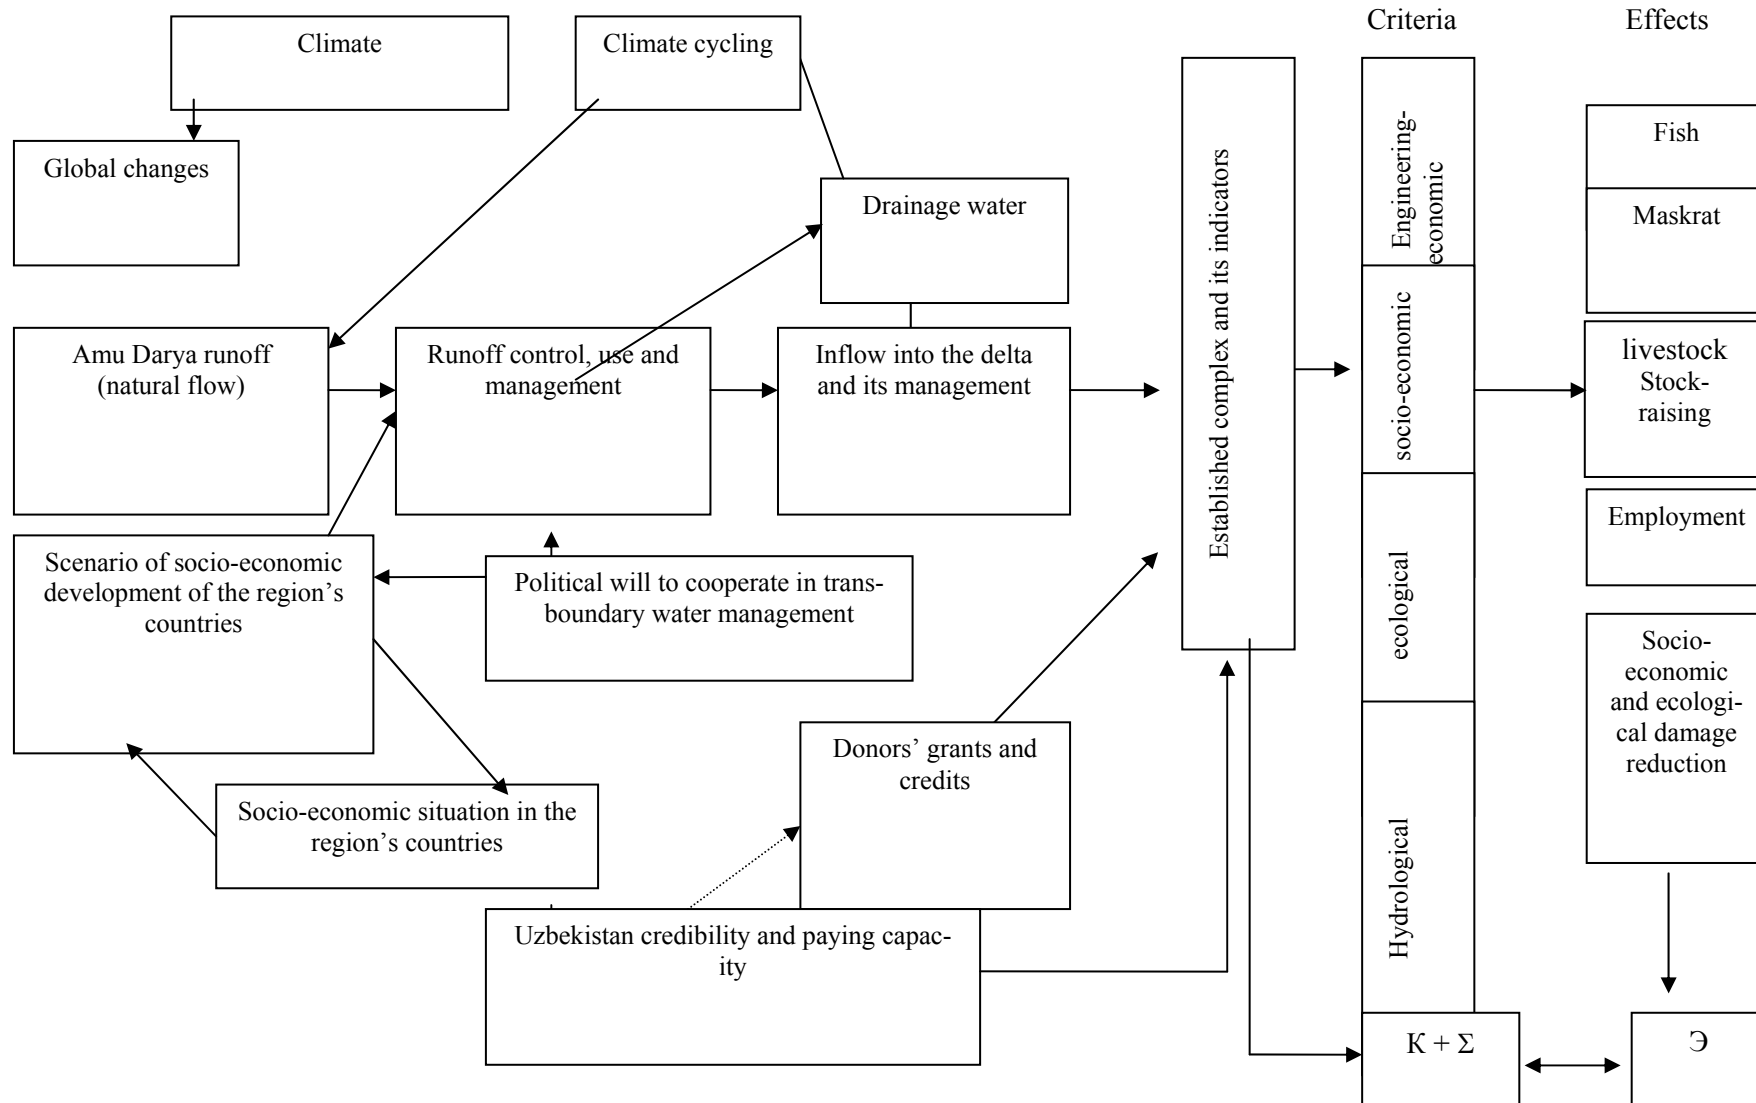 Criteria
Effects
Climate
Climate cycling
Global changes
Drainage water
Amu Darya runoff
(natural flow)
Runoff control, use and
management
Inflow into the delta
and its management
Scenario of socio-economic
development of the region’s
countries
Political will to cooperate in trans-
boundary water management
Socio-economic situation in the
region’s countries
Donors’ grants and
credits
Uzbekistan credibility and paying capac-
ity
Established complex and its indicators
Engineering-
economic
socio-economic
ecological
Hydrological
К + Σ
Fish
Maskrat
livestock
Stock-
raising
Employment
Socio-
economic
and ecologi-
cal damage
reduction
Э